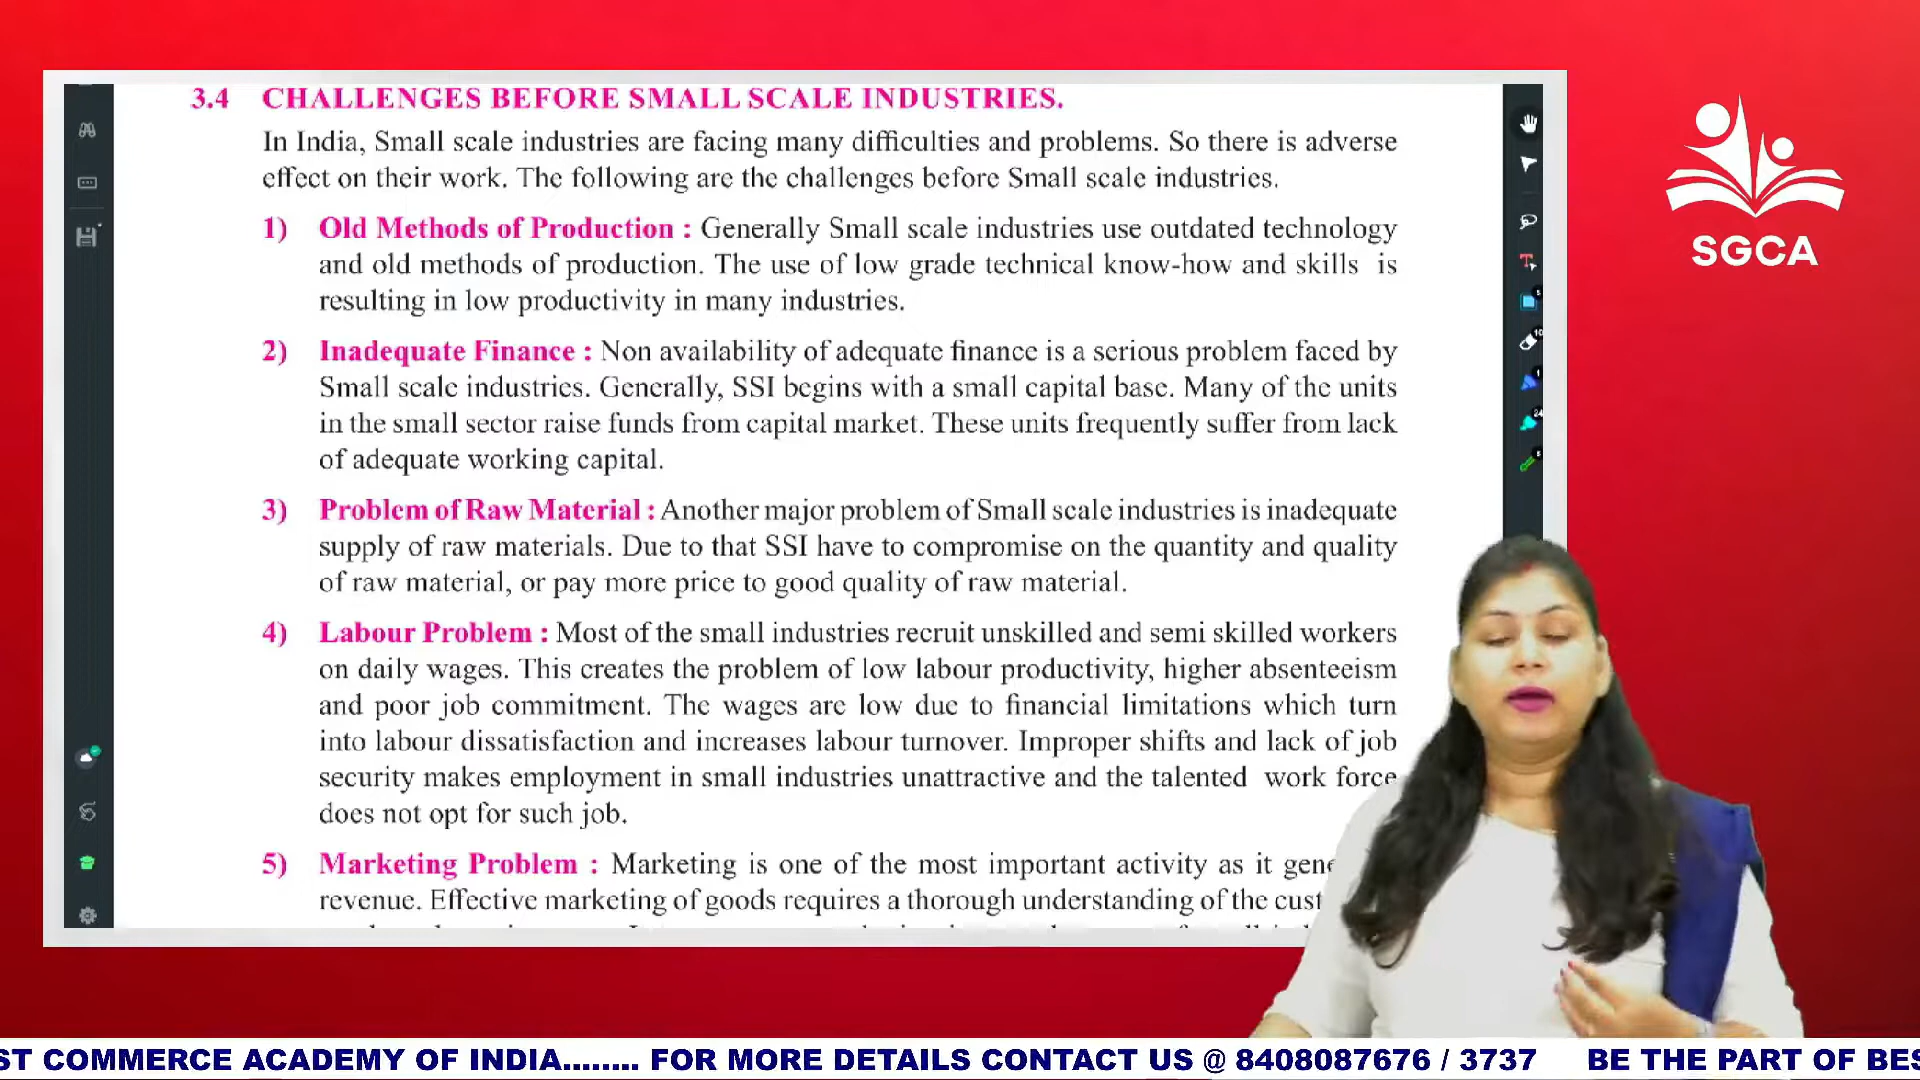 3.4 CHALLENGES BEFORE SMALL SCALE INDUSTRIES.
In India, Small scale industries are facing many difficulties and problems. So there is adverse
effect on their work. The following are the challenges before Small scale industries.
1) Old Methods of Production : Generally Small scale industries use outdated technology
and old methods of production. The use of low grade technical know-how and skills is
resulting in low productivity in many industries.
2) Inadequate Finance : Non availability of adequate finance is a serious problem faced by
Small scale industries. Generally, SSI begins with a small capital base. Many of the units
in the small sector raise funds from capital market. These units frequently suffer from lack
of adequate working capital.
3) Problem of Raw Material : Another major problem of Small scale industries is inadequate
supply of raw materials. Due to that SSI have to compromise on the quantity and quality
of raw material, or pay more price to good quality of raw material.
4) Labour Problem : Most of the small industries recruit unskilled and semi skilled workers
on daily wages. This creates the problem of low labour productivity, higher absenteeism
and poor job commitment. The wages are low due to financial limitations which turn
into labour dissatisfaction and increases labour turnover. Improper shifts and lack of job
security makes employment in small industries unattractive and the talented work force
does not opt for such job.
5) Marketing Problem : Marketing is one of the most important activity as it gene
revenue. Effective marketing of goods requires a thorough understanding of the cust
SGCA
ST COMMERCE ACADEMY OF INDIA........ FOR MORE DETAILS CONTACT US @ 8408087676 / 3737 BE THE PART OF BES